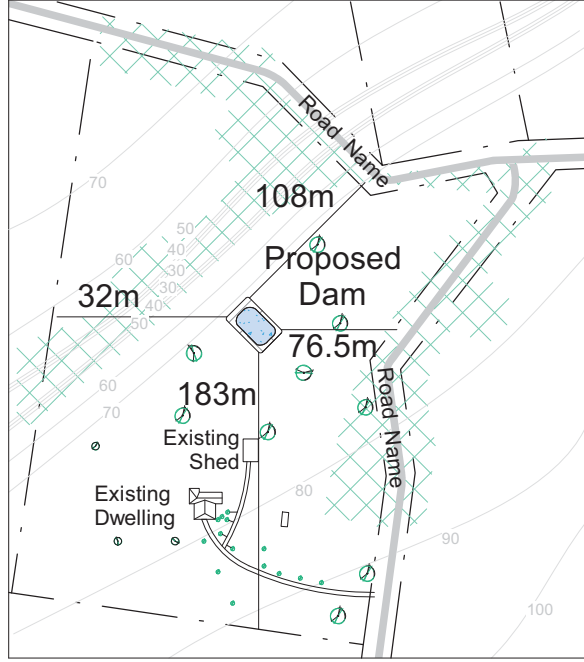 Road Name
70
108m
50
40
30
60
30
40
50
Proposed
Dam
32m
76.5m
Road Name
60
70
183m
Existing
Shed
Existing
Dwelling
80
90
100